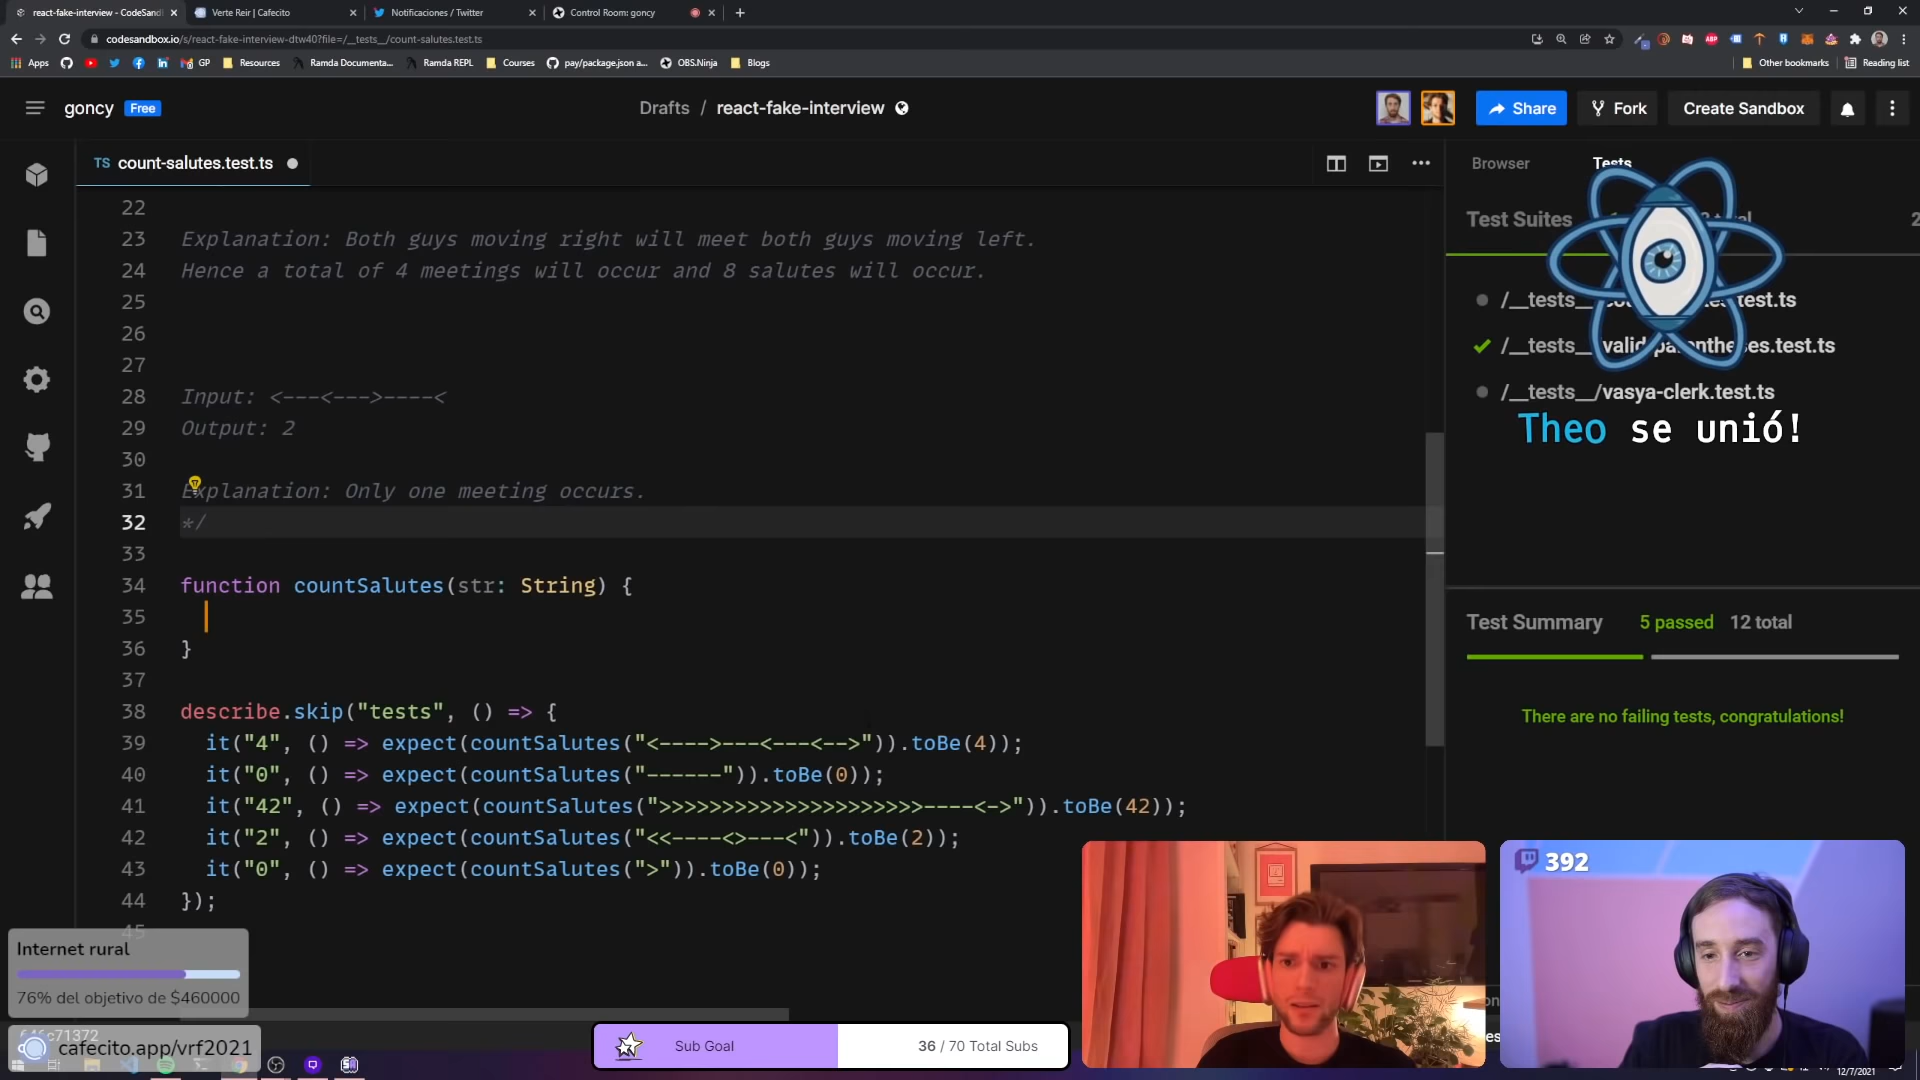 react-fake-interview - CodeSand
Verte Reir | Cafecito
Notificaciones / Twitter
Control Room: goncy
codesandbox.io/s/react-fake-interview-dtw40?file=/__tests__/count-salutes.test.ts
Apps
GP
Resources
Ramda Documenta...
Ramda REPL
Courses
pay/package.json a...
OBS.Ninja
Blogs
Other bookmarks
Reading list
goncy Free
Drafts / react-fake-interview
Share
Fork
Create Sandbox
TS count-salutes.test.ts
Browser
Tests
Test Suites
22
23 Explanation: Both guys moving right will meet both guys moving left.
24 Hence a total of 4 meetings will occur and 8 salutes will occur.
25
26
27
28 Input: <---<--->----<
29 Output: 2
30
31 Explanation: Only one meeting occurs.
32 */
33
34 function countSalutes(str: String) {
35
36 }
37
38 describe.skip("tests", () => {
39 it("4", () => expect(countSalutes("<---->---<---<-->")).toBe(4));
40 it("0", () => expect(countSalutes("------")).toBe(0));
41 it("42", () => expect(countSalutes(">>>>>>>>>>>>>>>>>>>>>----<->")).toBe(42));
42 it("2", () => expect(countSalutes("<<----<>---<")).toBe(2));
43 it("0", () => expect(countSalutes(">")).toBe(0));
44 });
45
/__tests__/valid-parentheses.test.ts
/__tests__/vasya-clerk.test.ts
Theo se unió!
Test Summary 5 passed 12 total
There are no failing tests, congratulations!
392
Internet rural
76% del objetivo de $460000
cafecito.app/vrf2021
Sub Goal
36 / 70 Total Subs
12/7/2021